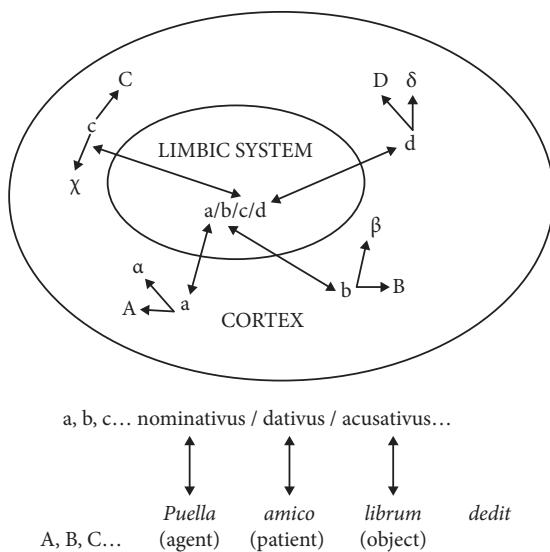 C
D δ
c
d
LIMBIC SYSTEM
χ
a/b/c/d
β
α
a
b B
A
CORTEX
a, b, c… nominativus / dativus / acusativus…
Puella amico librum dedit
A, B, C… (agent) (patient) (object)